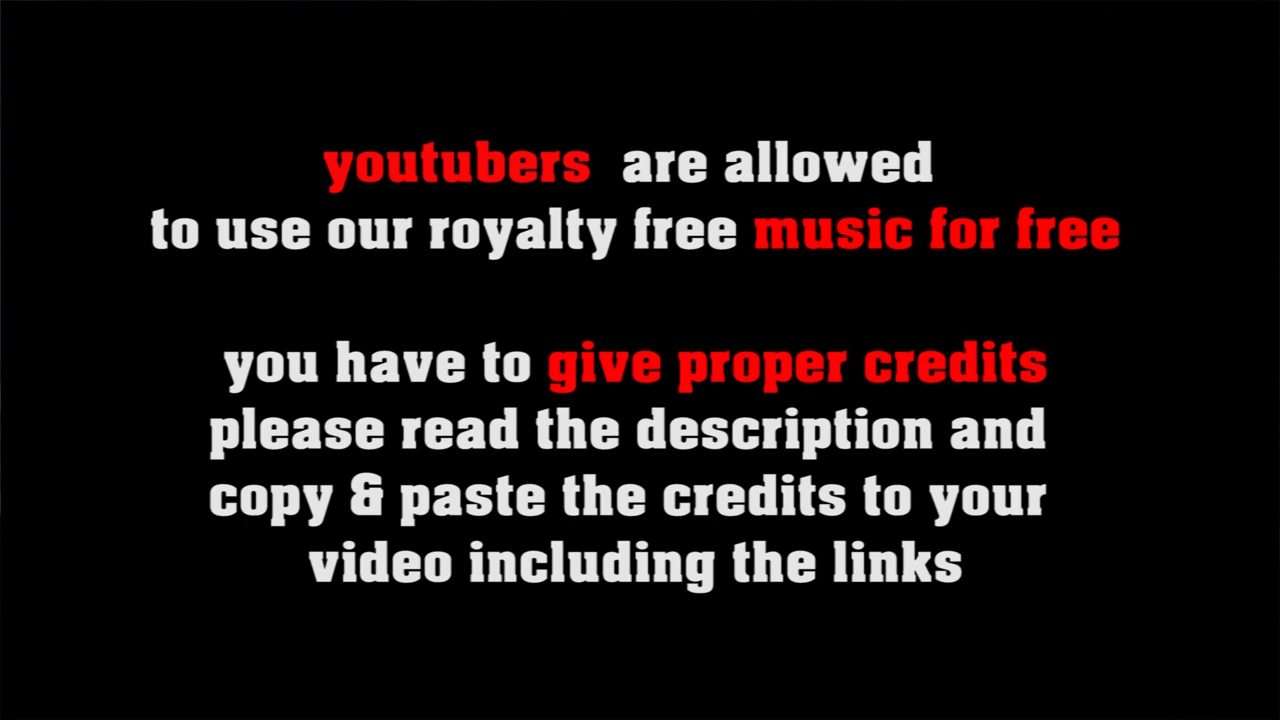 youtubers are allowed
to use our royalty free music for free
you have to give proper credits
please read the description and
copy & paste the credits to your
video including the links